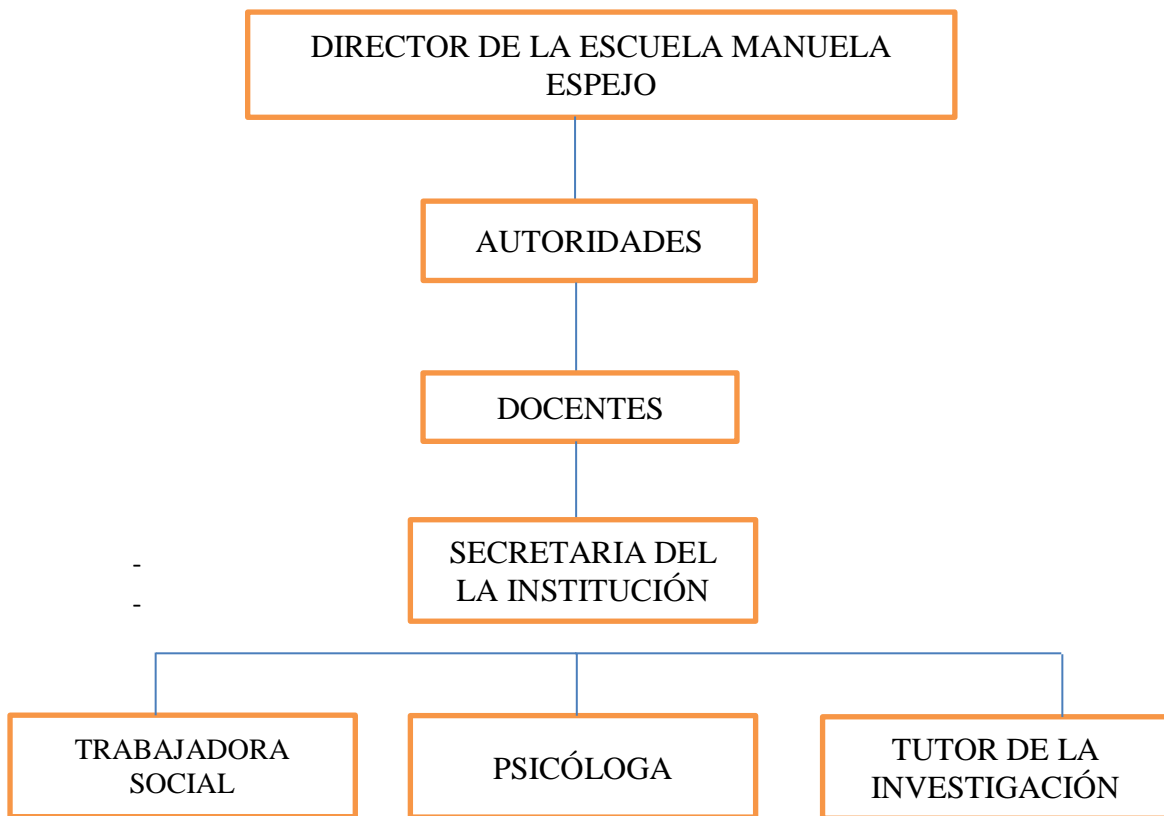 DIRECTOR DE LA ESCUELA MANUELA
ESPEJO
AUTORIDADES
DOCENTES
SECRETARIA DEL
LA INSTITUCIÓN
-
-
TRABAJADORA
SOCIAL
PSICÓLOGA
TUTOR DE LA
INVESTIGACIÓN